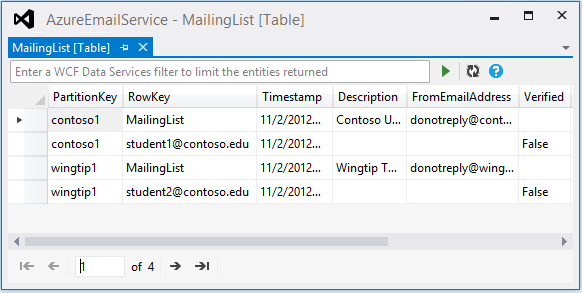 AzureEmailService - MailingList [Table]
MailingList [Table]
Enter a WCF Data Services filter to limit the entities returned
PartitionKey RowKey Timestamp Description FromEmailAddress Verified
contoso1 MailingList 11/2/2012... Contoso U... donotreply@cont...
contoso1 student1@contoso.edu 11/2/2012... False
wingtip1 MailingList 11/2/2012... Wingtip T... donotreply@wing...
wingtip1 student2@contoso.edu 11/2/2012... False
1 of 4